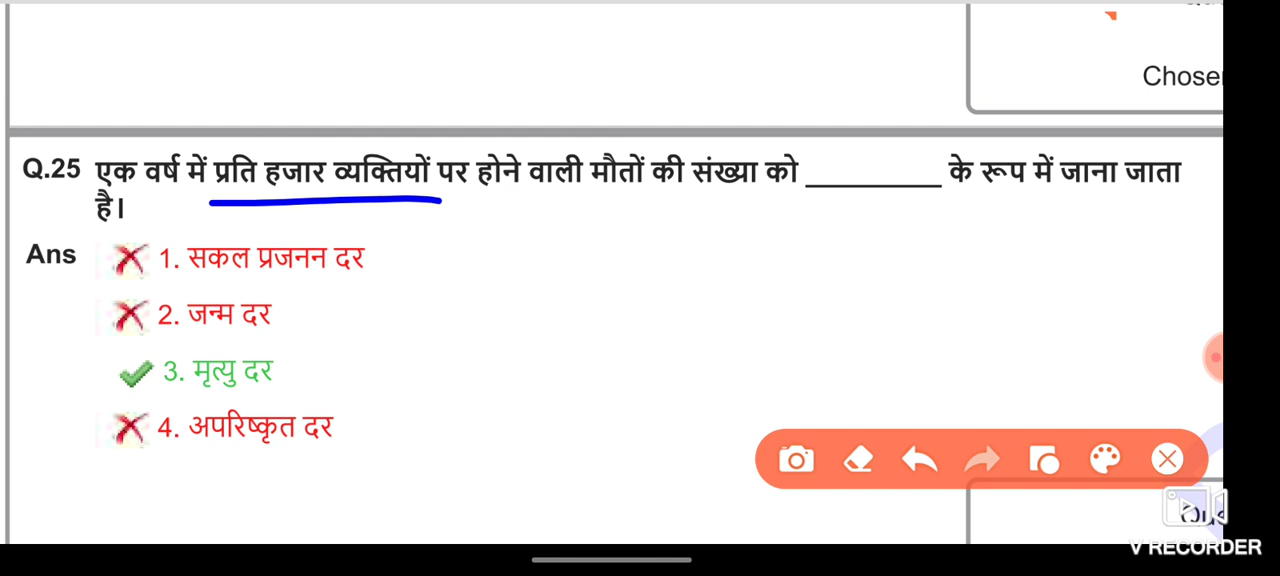 Chose
Q.25 एक वर्ष में प्रति हजार व्यक्तियों पर होने वाली मौतों की संख्या को ________ के रूप में जाना जाता
है।
Ans
1. सकल प्रजनन दर
2. जन्म दर
3. मृत्यु दर
4. अपरिष्कृत दर
V RECORDER